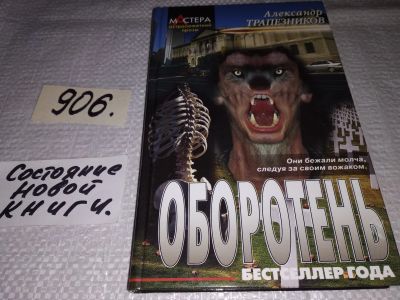 906.
Состояние
новой
книги.
МАСТЕРА
остросюжетной
прозы
Александр
ТРАПЕЗНИКОВ
Они бежали молча,
следуя за своим вожаком.
ОБОРОТЕНЬ
БЕСТСЕЛЛЕР ГОДА